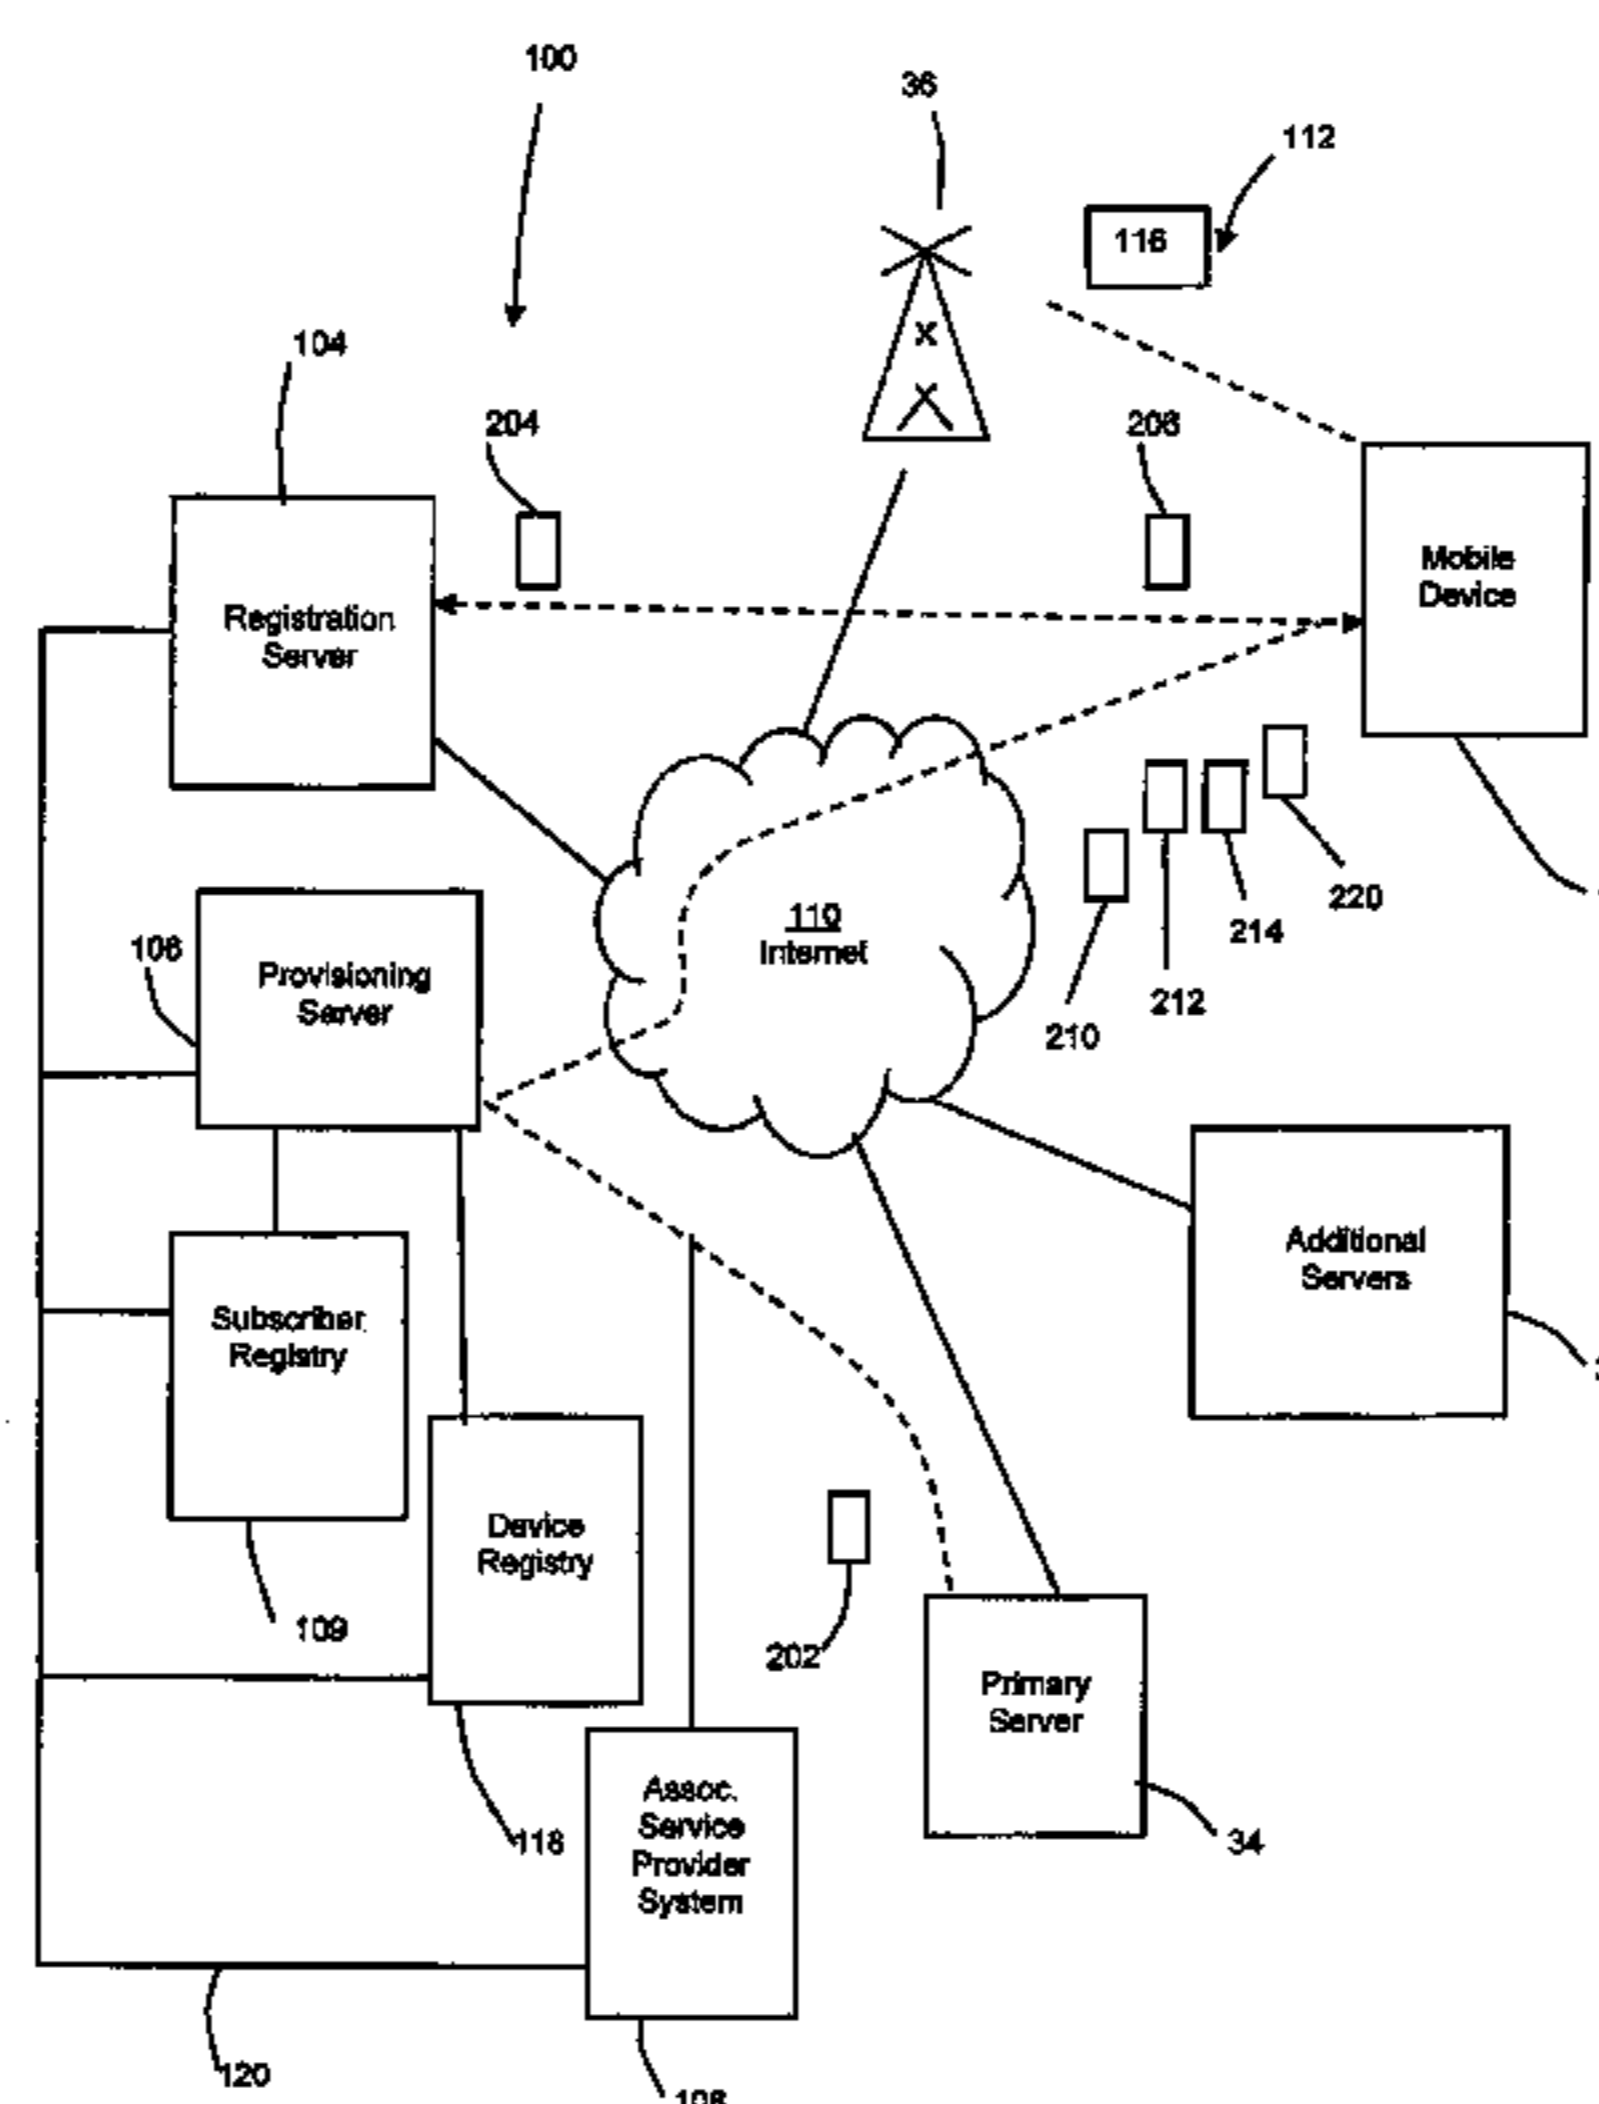 100
36
112
116
104
204
206
Mobile
Device
Registration
Server
110
Internet
220
214
212
210
106
Provisioning
Server
Additional
Servers
Subscriber
Registry
Device
Registry
109
202
Primary
Server
34
118
Assoc.
Service
Provider
System
120
108